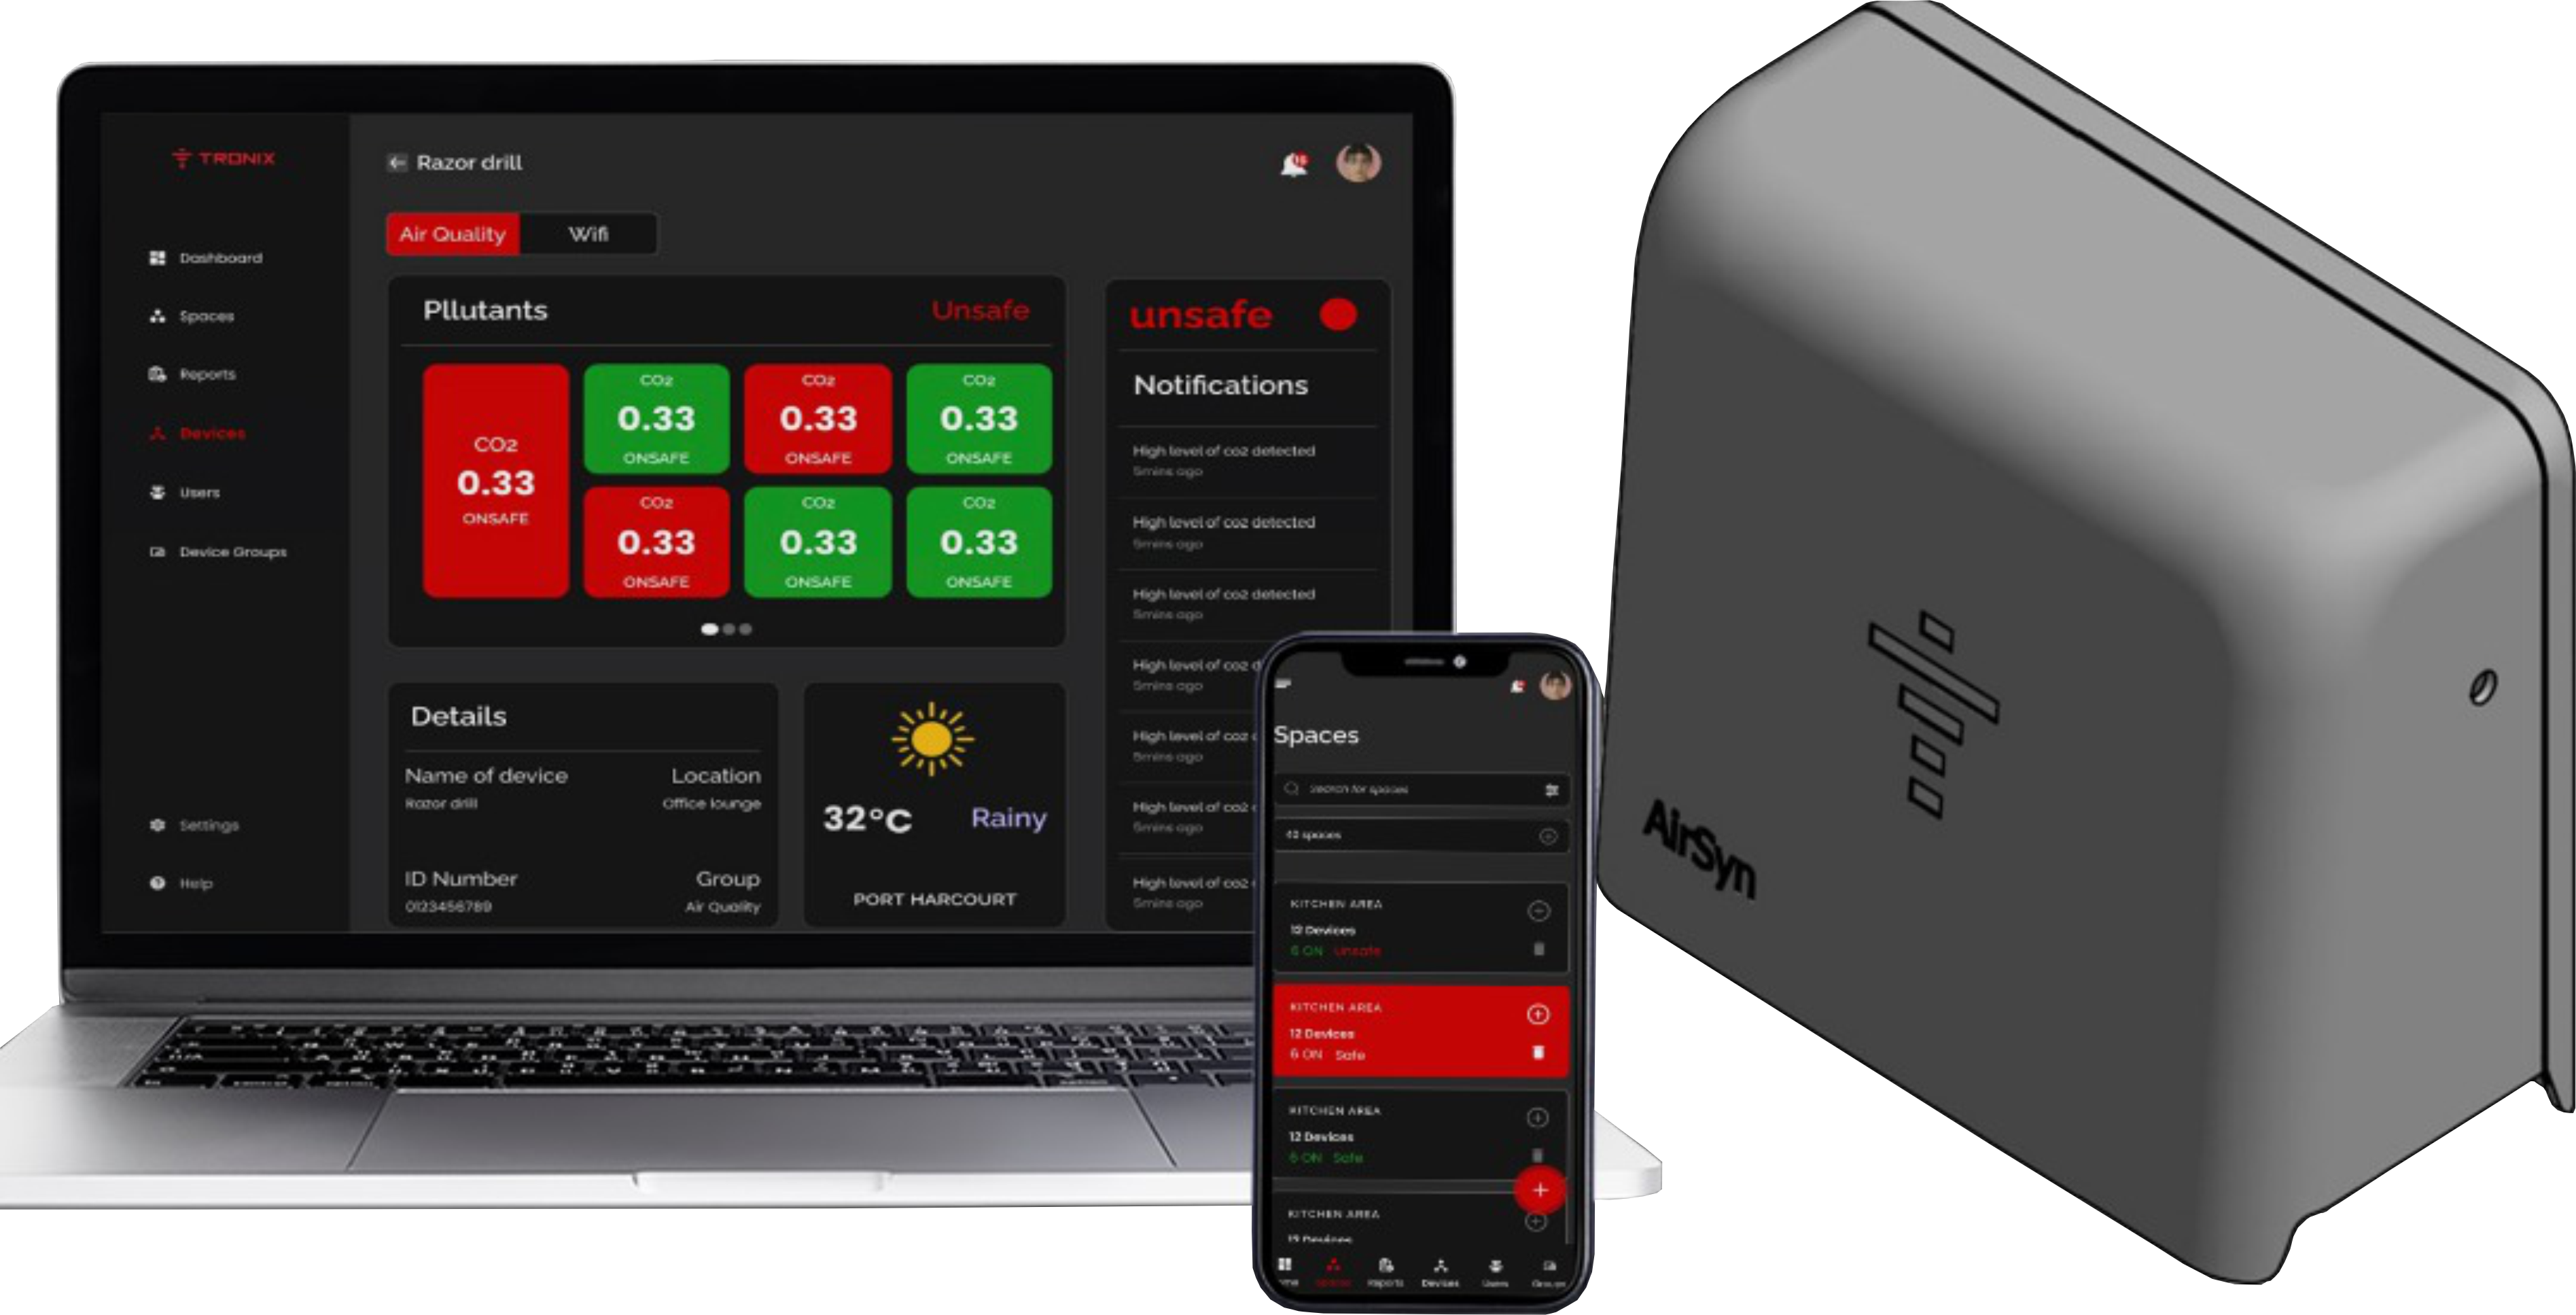 TRONIX
Dashboard
Spaces
Reports
Devices
Users
Device Groups
Settings
Help
Razor drill
15
Air Quality
Wifi
Pllutants
Unsafe
CO2
0.33
ONSAFE
CO2
0.33
ONSAFE
CO2
0.33
ONSAFE
CO2
0.33
ONSAFE
CO2
0.33
ONSAFE
CO2
0.33
ONSAFE
CO2
0.33
ONSAFE
Details
Name of device
Location
Razor drill
Office lounge
ID Number
Group
0123456789
Air Quality
32°C
Rainy
PORT HARCOURT
unsafe
Notifications
High level of co2 detected
5mins ago
High level of co2 detected
5mins ago
High level of co2 detected
5mins ago
High level of co2
5mins ago
High level of co2
5mins ago
High level of co2
5mins ago
High level of co2
5mins ago
Spaces
Search for spaces
spaces
KITCHEN AREA
12 Devices
6 ON Unsafe
KITCHEN AREA
12 Devices
6 ON Safe
KITCHEN AREA
12 Devices
6 ON Safe
KITCHEN AREA
Reports
Devices
Users
AirSyn